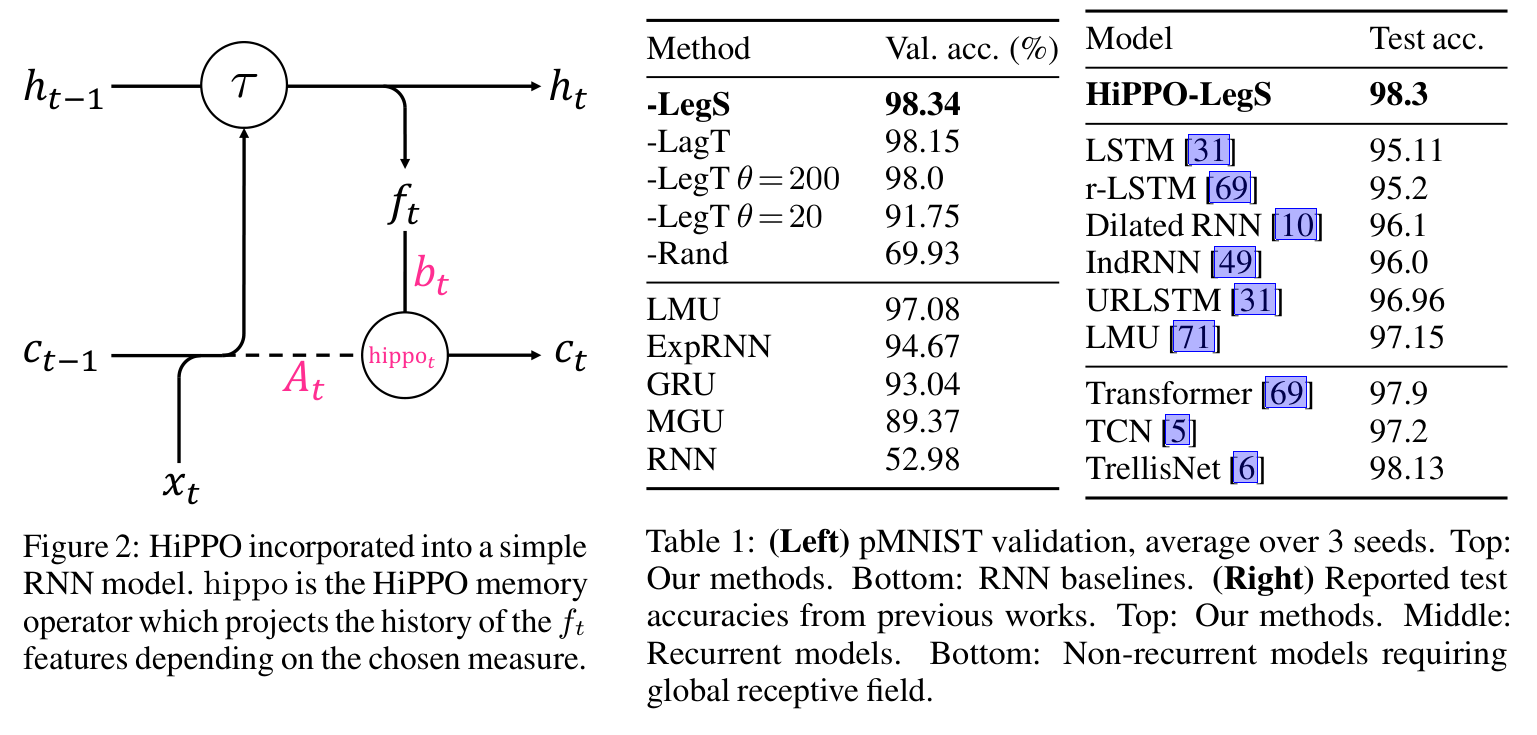 h_{t-1}
τ
h_t
f_t
b_t
c_{t-1}
A_t
hippo_t
c_t
x_t
Figure 2: HiPPO incorporated into a simple
RNN model. hippo is the HiPPO memory
operator which projects the history of the f_t
features depending on the chosen measure.
Method Val. acc. (%)
-LegS 98.34
-LagT 98.15
-LegT θ = 200 98.0
-LegT θ = 20 91.75
-Rand 69.93
LMU 97.08
ExpRNN 94.67
GRU 93.04
MGU 89.37
RNN 52.98
Model Test acc.
HiPPO-LegS 98.3
LSTM [31] 95.11
r-LSTM [69] 95.2
Dilated RNN [10] 96.1
IndRNN [49] 96.0
URLSTM [31] 96.96
LMU [71] 97.15
Transformer [69] 97.9
TCN [5] 97.2
TrellisNet [6] 98.13
Table 1: (Left) pMNIST validation, average over 3 seeds. Top:
Our methods. Bottom: RNN baselines. (Right) Reported test
accuracies from previous works. Top: Our methods. Middle:
Recurrent models. Bottom: Non-recurrent models requiring
global receptive field.